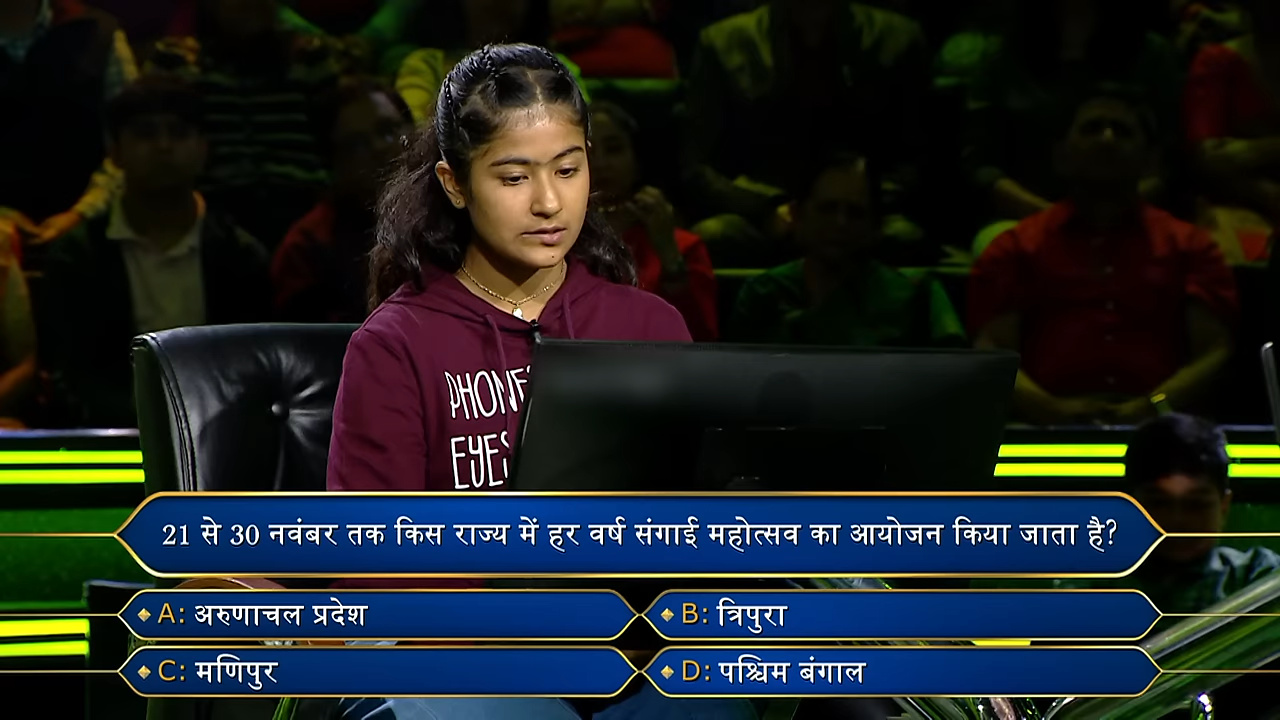 PHONE
EYES
21 से 30 नवंबर तक किस राज्य में हर वर्ष संगाई महोत्सव का आयोजन किया जाता है?
A: अरुणाचल प्रदेश
B: त्रिपुरा
C: मणिपुर
D: पश्चिम बंगाल